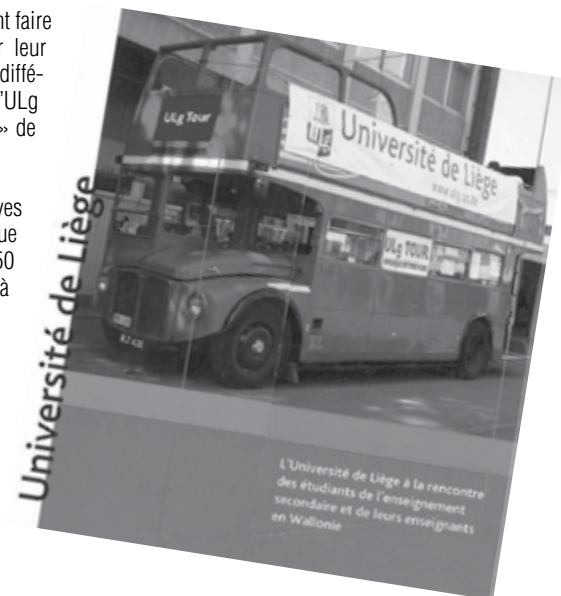 nt faire
r leur
diffé-
'ULg
» de
ves
ue
50
à
Université de Liège
ULg Tour
Université de Liège
www.ulg.ac.be
ULg TOUR
L'Université de Liège à la rencontre
des étudiants de l'enseignement
secondaire et de leurs enseignants
en Wallonie